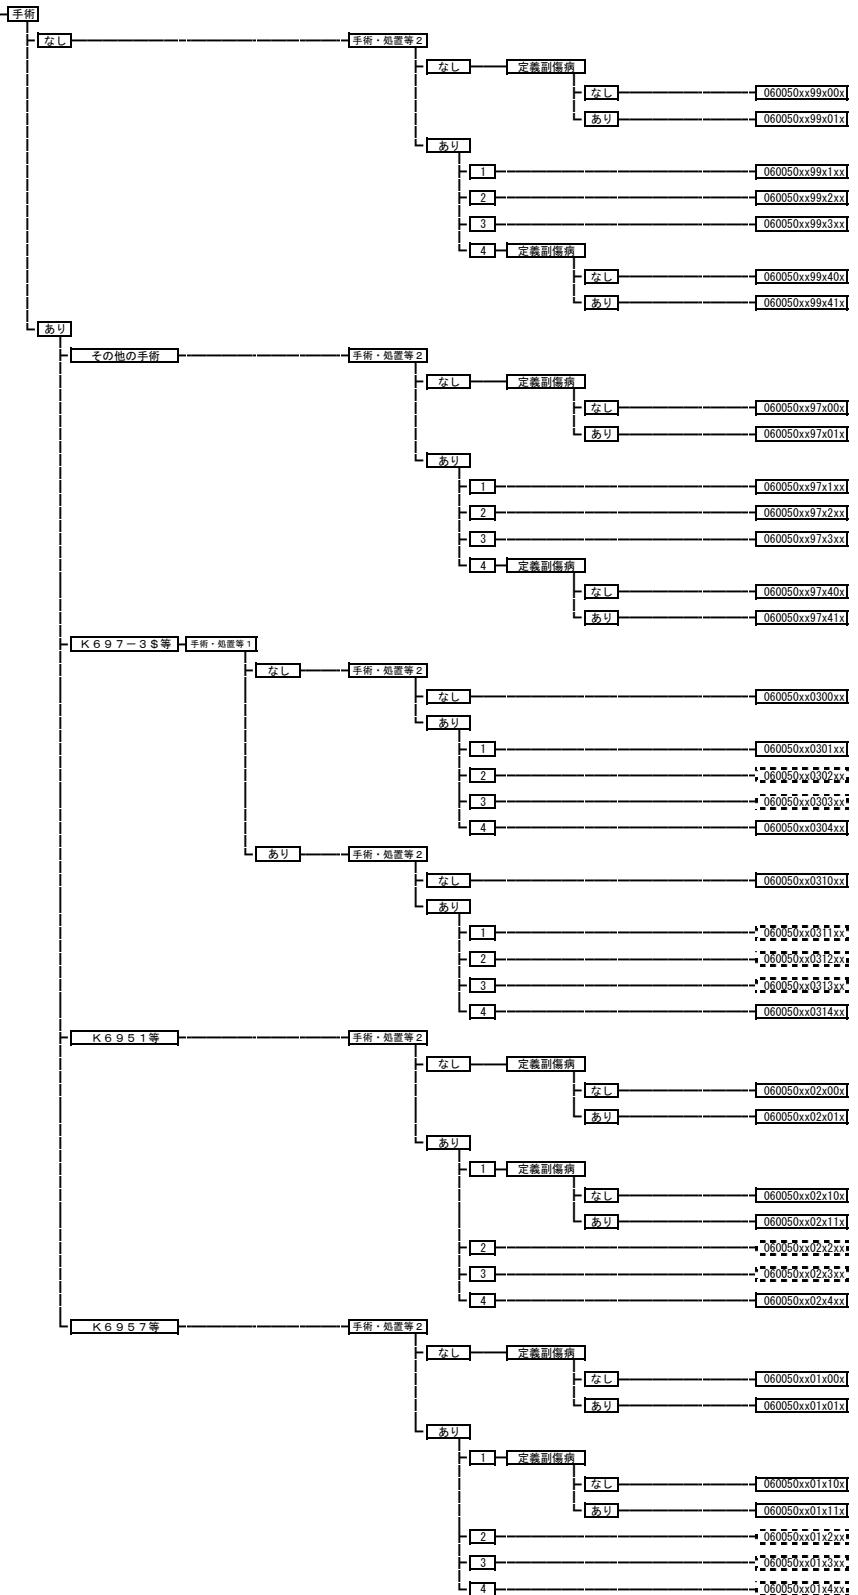 手術
なし 手術・処置等２
なし 定義副傷病
なし 060050xx99x00x
あり 060050xx99x01x
あり
1 060050xx99x1xx
2 060050xx99x2xx
3 060050xx99x3xx
4 定義副傷病
なし 060050xx99x40x
あり 060050xx99x41x
あり
その他の手術 手術・処置等２
なし 定義副傷病
なし 060050xx97x00x
あり 060050xx97x01x
あり
1 060050xx97x1xx
2 060050xx97x2xx
3 060050xx97x3xx
4 定義副傷病
なし 060050xx97x40x
あり 060050xx97x41x
Ｋ６９７－３＄等 手術・処置等１
なし 手術・処置等２
なし 060050xx0300xx
あり
1 060050xx0301xx
2 060050xx0302xx
3 060050xx0303xx
4 060050xx0304xx
あり 手術・処置等２
なし 060050xx0310xx
あり
1 060050xx0311xx
2 060050xx0312xx
3 060050xx0313xx
4 060050xx0314xx
Ｋ６９５１等 手術・処置等２
なし 定義副傷病
なし 060050xx02x00x
あり 060050xx02x01x
あり
1 定義副傷病
なし 060050xx02x10x
あり 060050xx02x11x
2 060050xx02x2xx
3 060050xx02x3xx
4 060050xx02x4xx
Ｋ６９５７等 手術・処置等２
なし 定義副傷病
なし 060050xx01x00x
あり 060050xx01x01x
あり
1 定義副傷病
なし 060050xx01x10x
あり 060050xx01x11x
2 060050xx01x2xx
3 060050xx01x3xx
4 060050xx01x4xx